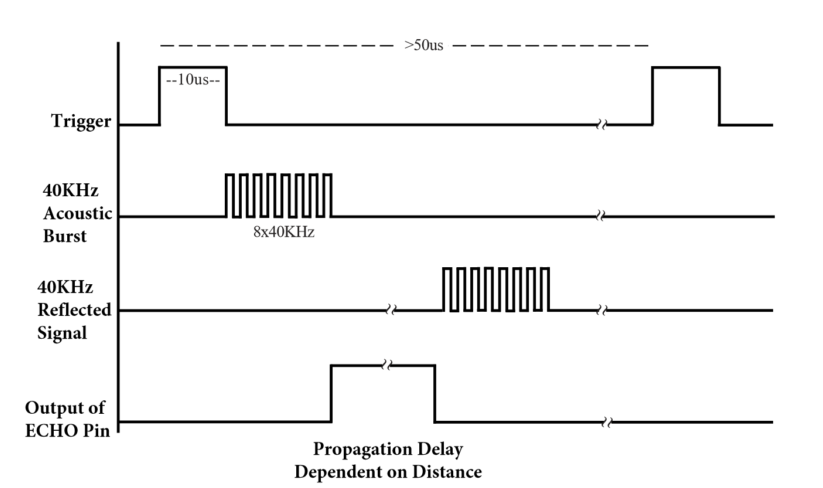 >50us
--10us--
Trigger
40KHz
Acoustic
Burst
8x40KHz
40KHz
Reflected
Signal
Output of
ECHO Pin
Propagation Delay
Dependent on Distance